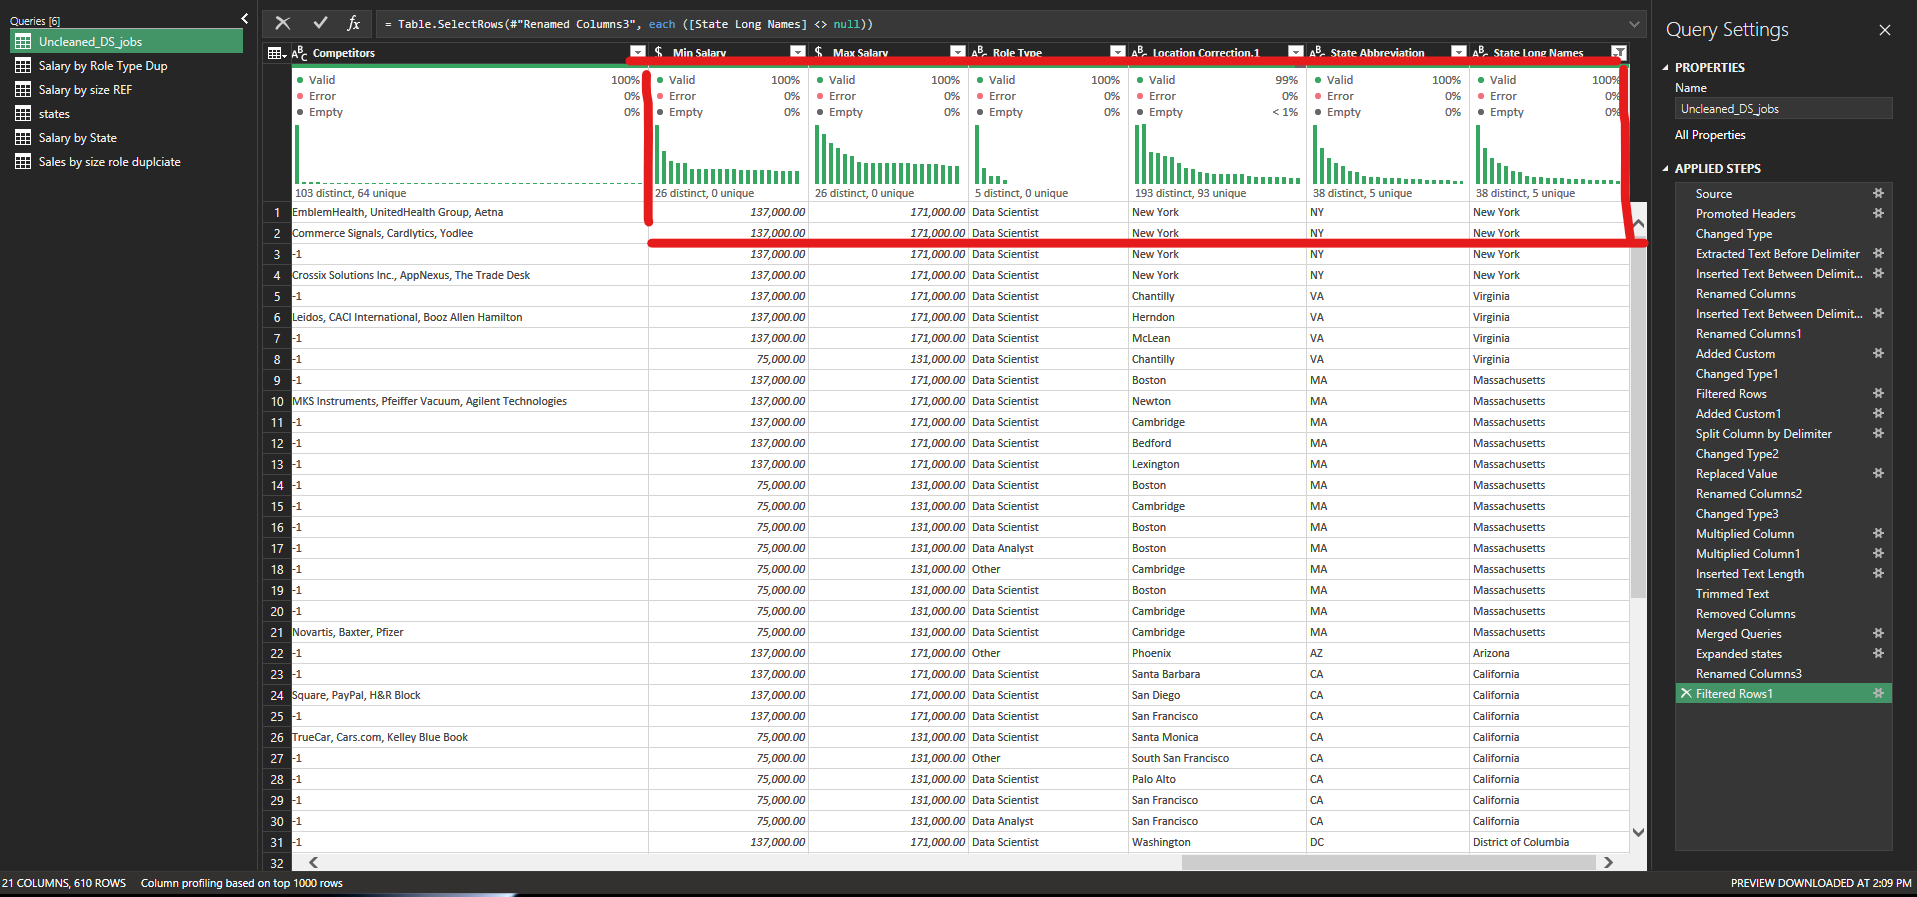 Queries [6]
Uncleaned_DS_jobs
Salary by Role Type Dup
Salary by size REF
states
Salary by State
Sales by size role duplciate
fx
= Table.SelectRows(#"Renamed Columns3", each ([State Long Names] <> null))
ABC Competitors $ Min Salary $ Max Salary ABC Role Type ABC Location Correction.1 ABC State Abbreviation ABC State Long Names
Valid 100% Valid 100% Valid 100% Valid 100% Valid 99% Valid 100% Valid 100%
Error 0% Error 0% Error 0% Error 0% Error 0% Error 0% Error 0%
Empty 0% Empty 0% Empty 0% Empty 0% Empty < 1% Empty 0% Empty 0%
103 distinct, 64 unique 26 distinct, 0 unique 26 distinct, 0 unique 5 distinct, 0 unique 193 distinct, 93 unique 38 distinct, 5 unique 38 distinct, 5 unique
1 EmblemHealth, UnitedHealth Group, Aetna 137,000.00 171,000.00 Data Scientist New York NY New York
2 Commerce Signals, Cardlytics, Yodlee 137,000.00 171,000.00 Data Scientist New York NY New York
3 -1 137,000.00 171,000.00 Data Scientist New York NY New York
4 Crossix Solutions Inc., AppNexus, The Trade Desk 137,000.00 171,000.00 Data Scientist New York NY New York
5 -1 137,000.00 171,000.00 Data Scientist Chantilly VA Virginia
6 Leidos, CACI International, Booz Allen Hamilton 137,000.00 171,000.00 Data Scientist Herndon VA Virginia
7 -1 137,000.00 171,000.00 Data Scientist McLean VA Virginia
8 -1 75,000.00 131,000.00 Data Scientist Chantilly VA Virginia
9 -1 137,000.00 171,000.00 Data Scientist Boston MA Massachusetts
10 MKS Instruments, Pfeiffer Vacuum, Agilent Technologies 137,000.00 171,000.00 Data Scientist Newton MA Massachusetts
11 -1 137,000.00 171,000.00 Data Scientist Cambridge MA Massachusetts
12 -1 137,000.00 171,000.00 Data Scientist Bedford MA Massachusetts
13 -1 137,000.00 171,000.00 Data Scientist Lexington MA Massachusetts
14 -1 75,000.00 131,000.00 Data Scientist Boston MA Massachusetts
15 -1 75,000.00 131,000.00 Data Scientist Cambridge MA Massachusetts
16 -1 75,000.00 131,000.00 Data Scientist Boston MA Massachusetts
17 -1 75,000.00 131,000.00 Data Analyst Boston MA Massachusetts
18 -1 75,000.00 131,000.00 Other Cambridge MA Massachusetts
19 -1 75,000.00 131,000.00 Data Scientist Boston MA Massachusetts
20 -1 75,000.00 131,000.00 Data Scientist Cambridge MA Massachusetts
21 Novartis, Baxter, Pfizer 75,000.00 131,000.00 Data Scientist Cambridge MA Massachusetts
22 -1 137,000.00 171,000.00 Other Phoenix AZ Arizona
23 -1 137,000.00 171,000.00 Data Scientist Santa Barbara CA California
24 Square, PayPal, H&R Block 137,000.00 171,000.00 Data Scientist San Diego CA California
25 -1 137,000.00 171,000.00 Data Scientist San Francisco CA California
26 TrueCar, Cars.com, Kelley Blue Book 75,000.00 131,000.00 Data Scientist Santa Monica CA California
27 -1 75,000.00 131,000.00 Other South San Francisco CA California
28 -1 75,000.00 131,000.00 Data Scientist Palo Alto CA California
29 -1 75,000.00 131,000.00 Data Scientist San Francisco CA California
30 -1 75,000.00 131,000.00 Data Analyst San Francisco CA California
31 -1 137,000.00 171,000.00 Data Scientist Washington DC District of Columbia
32
Query Settings
PROPERTIES
Name
Uncleaned_DS_jobs
All Properties
APPLIED STEPS
Source
Promoted Headers
Changed Type
Extracted Text Before Delimiter
Inserted Text Between Delimit...
Renamed Columns
Inserted Text Between Delimit...
Renamed Columns1
Added Custom
Changed Type1
Filtered Rows
Added Custom1
Split Column by Delimiter
Changed Type2
Replaced Value
Renamed Columns2
Changed Type3
Multiplied Column
Multiplied Column1
Inserted Text Length
Trimmed Text
Removed Columns
Merged Queries
Expanded states
Renamed Columns3
Filtered Rows1
21 COLUMNS, 610 ROWS Column profiling based on top 1000 rows
PREVIEW DOWNLOADED AT 2:09 PM